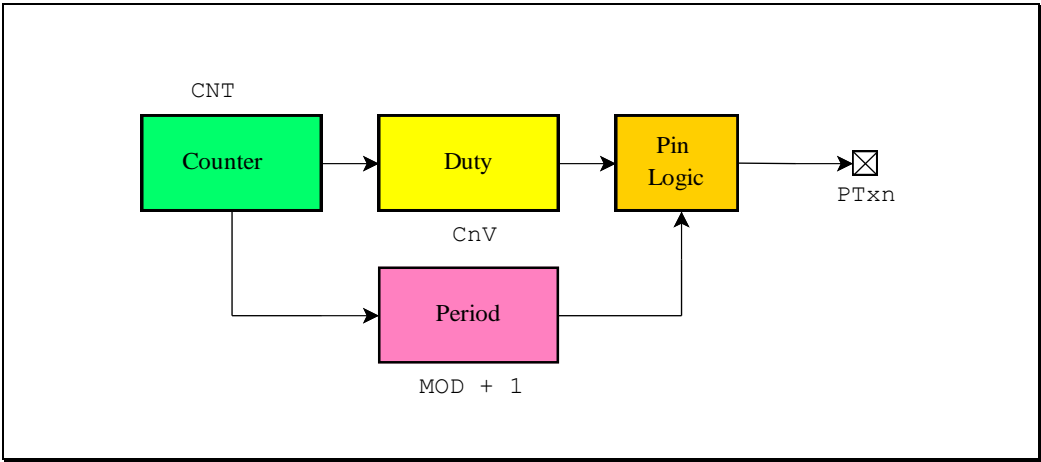 CNT
Counter
Duty
Pin
Logic
PTxn
CnV
Period
MOD + 1